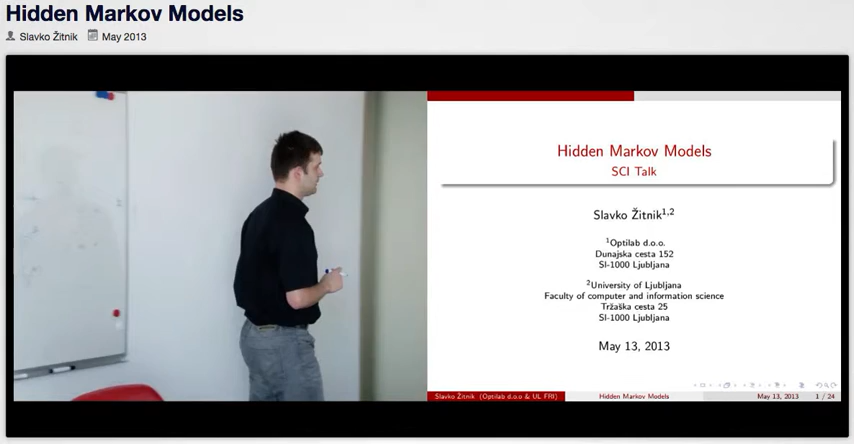 Hidden Markov Models
Slavko Žitnik May 2013
Hidden Markov Models
SCI Talk
Slavko Žitnik1,2
1Optilab d.o.o.
Dunajska cesta 152
SI-1000 Ljubljana
2University of Ljubljana
Faculty of computer and information science
Tržaška cesta 25
SI-1000 Ljubljana
May 13, 2013
Slavko Žitnik (Optilab d.o.o & UL FRI) Hidden Markov Models May 13, 2013 1 / 24